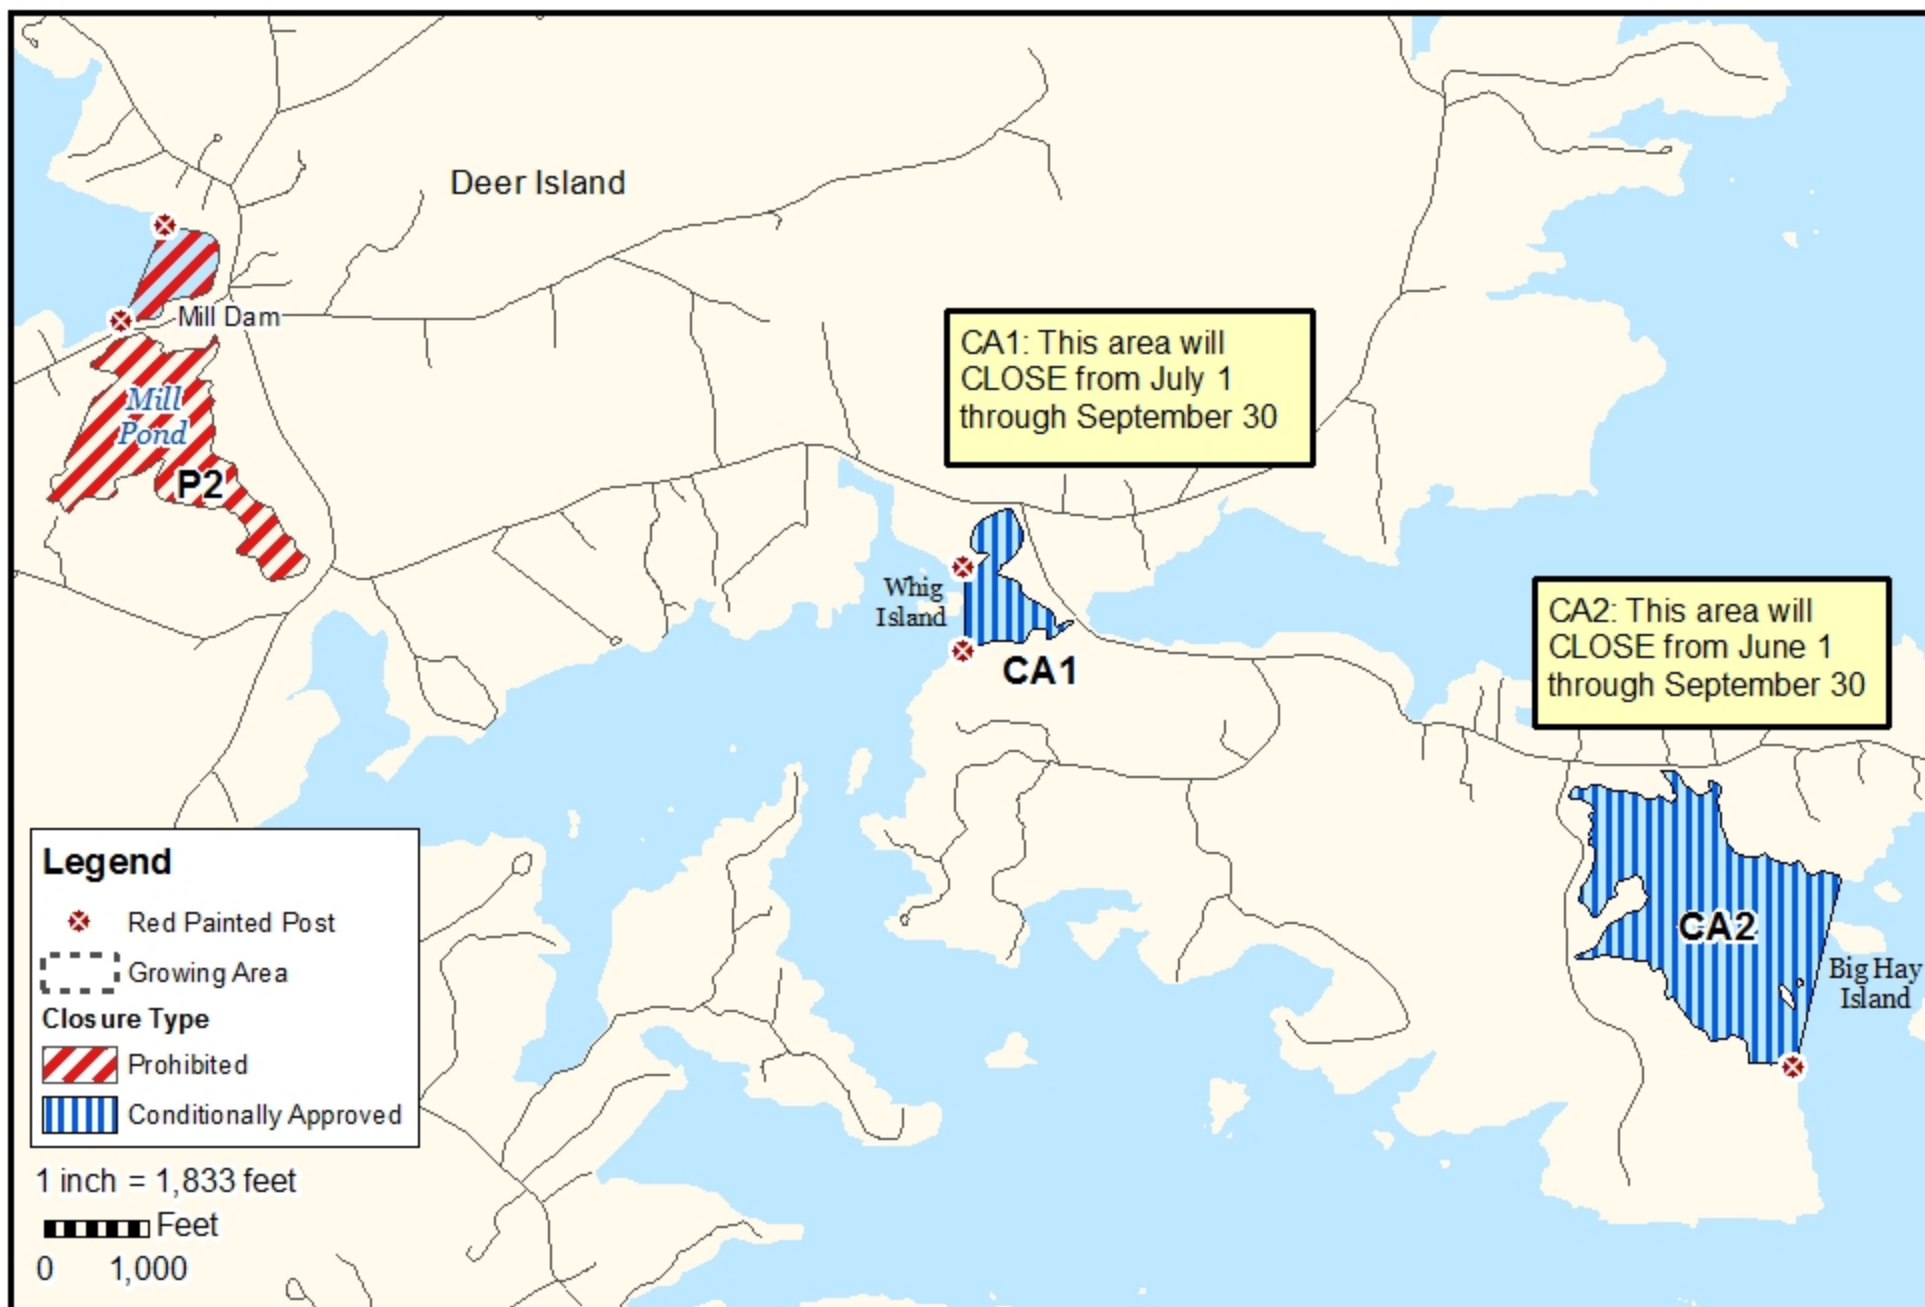 Deer Island
Mill Dam
Mill
Pond
P2
CA1: This area will
CLOSE from July 1
through September 30
Whig
Island
CA1
CA2: This area will
CLOSE from June 1
through September 30
CA2
Big Hay
Island
Legend
Red Painted Post
Growing Area
Closure Type
Prohibited
Conditionally Approved
1 inch = 1,833 feet
Feet
0 1,000